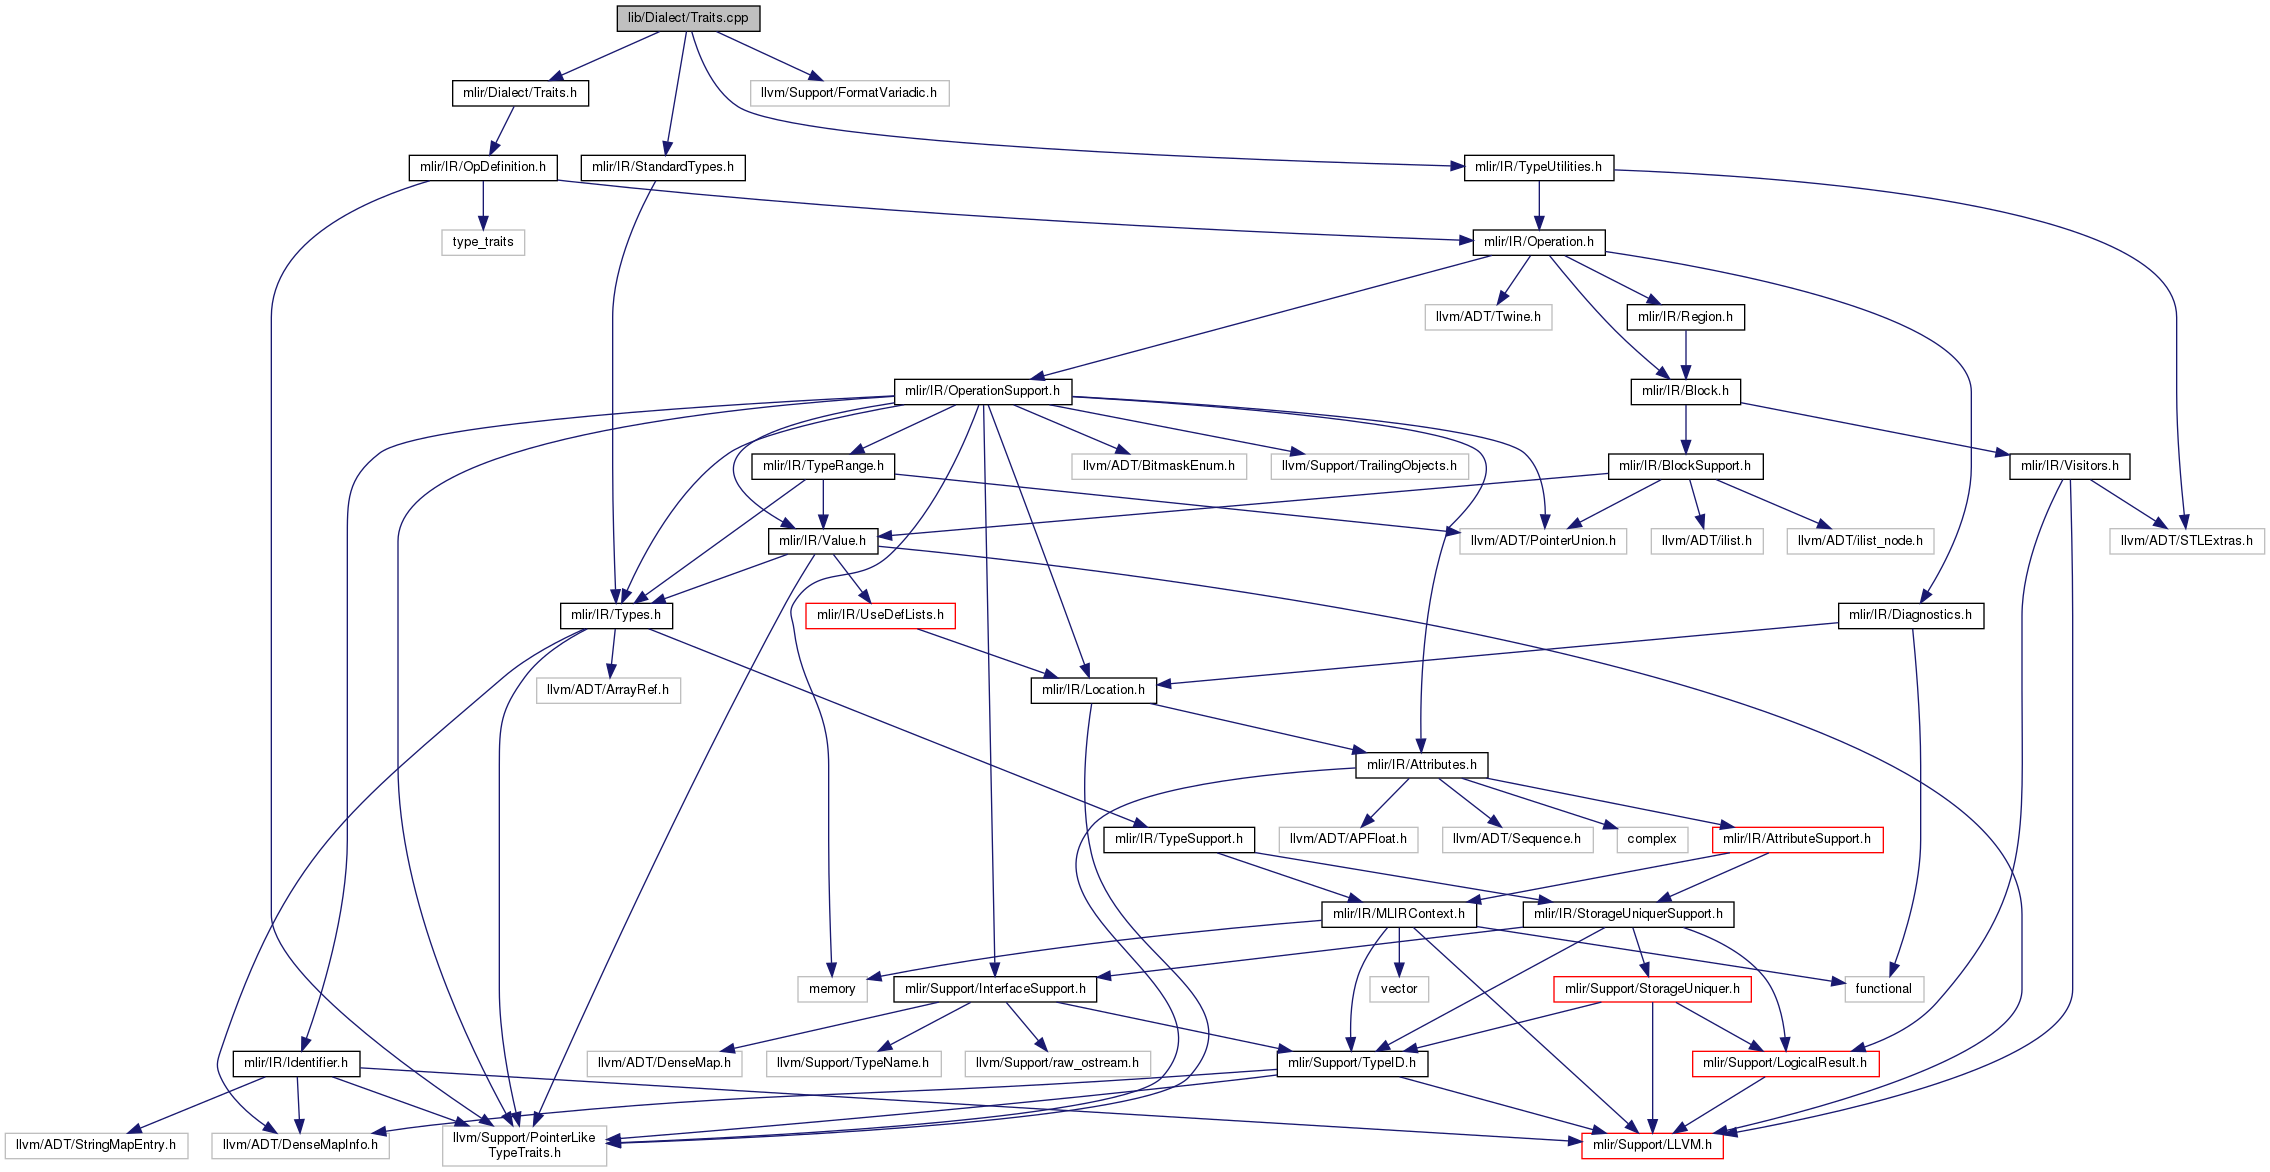 lib/Dialect/Traits.cpp
mlir/Dialect/Traits.h
llvm/Support/FormatVariadic.h
mlir/IR/OpDefinition.h
mlir/IR/StandardTypes.h
mlir/IR/TypeUtilities.h
type_traits
mlir/IR/Operation.h
llvm/ADT/Twine.h
mlir/IR/Region.h
mlir/IR/OperationSupport.h
mlir/IR/Block.h
mlir/IR/TypeRange.h
llvm/ADT/BitmaskEnum.h
llvm/Support/TrailingObjects.h
mlir/IR/BlockSupport.h
mlir/IR/Visitors.h
mlir/IR/Value.h
llvm/ADT/PointerUnion.h
llvm/ADT/ilist.h
llvm/ADT/ilist_node.h
llvm/ADT/STLExtras.h
mlir/IR/Types.h
mlir/IR/UseDefLists.h
mlir/IR/Diagnostics.h
llvm/ADT/ArrayRef.h
mlir/IR/Location.h
mlir/IR/Attributes.h
mlir/IR/TypeSupport.h
llvm/ADT/APFloat.h
llvm/ADT/Sequence.h
complex
mlir/IR/AttributeSupport.h
mlir/IR/MLIRContext.h
mlir/IR/StorageUniquerSupport.h
memory
mlir/Support/InterfaceSupport.h
vector
mlir/Support/StorageUniquer.h
functional
mlir/IR/Identifier.h
llvm/ADT/DenseMap.h
llvm/Support/TypeName.h
llvm/Support/raw_ostream.h
mlir/Support/TypeID.h
mlir/Support/LogicalResult.h
llvm/ADT/StringMapEntry.h
llvm/ADT/DenseMapInfo.h
llvm/Support/PointerLike
TypeTraits.h
mlir/Support/LLVM.h